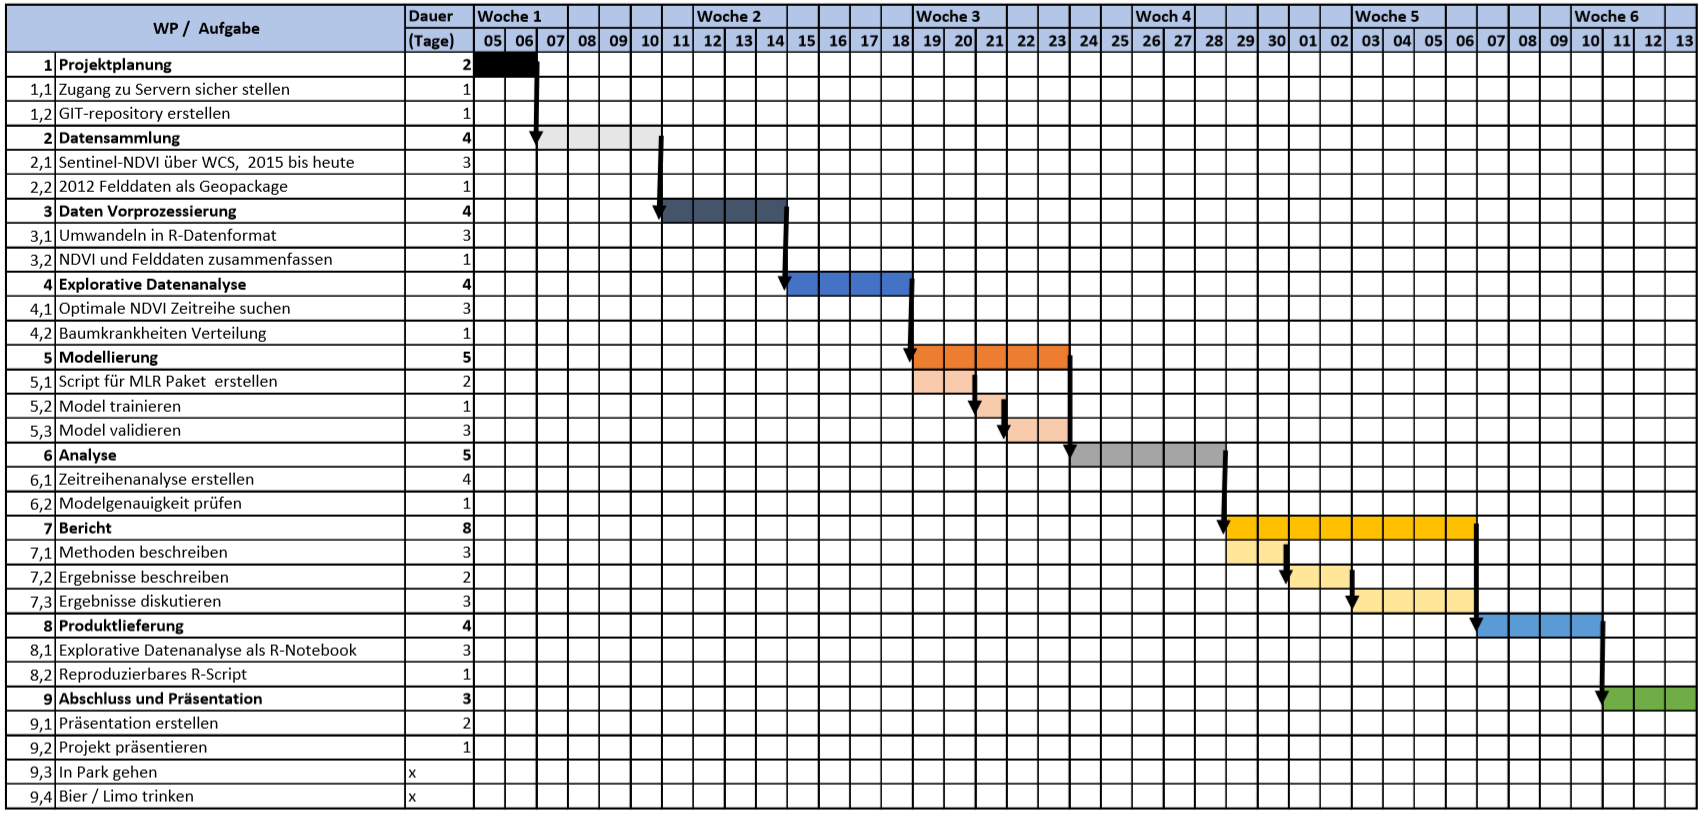 WP / Aufgabe Dauer (Tage) Woche 1 Woche 2 Woche 3 Woch 4 Woche 5 Woche 6
05 06 07 08 09 10 11 12 13 14 15 16 17 18 19 20 21 22 23 24 25 26 27 28 29 30 01 02 03 04 05 06 07 08 09 10 11 12 13
1 Projektplanung 2
1,1 Zugang zu Servern sicher stellen 1
1,2 GIT-repository erstellen 1
2 Datensammlung 4
2,1 Sentinel-NDVI über WCS, 2015 bis heute 3
2,2 2012 Felddaten als Geopackage 1
3 Daten Vorprozessierung 4
3,1 Umwandeln in R-Datenformat 3
3,2 NDVI und Felddaten zusammenfassen 1
4 Explorative Datenanalyse 4
4,1 Optimale NDVI Zeitreihe suchen 3
4,2 Baumkrankheiten Verteilung 1
5 Modellierung 5
5,1 Script für MLR Paket erstellen 2
5,2 Model trainieren 1
5,3 Model validieren 3
6 Analyse 5
6,1 Zeitreihenanalyse erstellen 4
6,2 Modelgenauigkeit prüfen 1
7 Bericht 8
7,1 Methoden beschreiben 3
7,2 Ergebnisse beschreiben 2
7,3 Ergebnisse diskutieren 3
8 Produktlieferung 4
8,1 Explorative Datenanalyse als R-Notebook 3
8,2 Reproduzierbares R-Script 1
9 Abschluss und Präsentation 3
9,1 Präsentation erstellen 2
9,2 Projekt präsentieren 1
9,3 In Park gehen x
9,4 Bier / Limo trinken x